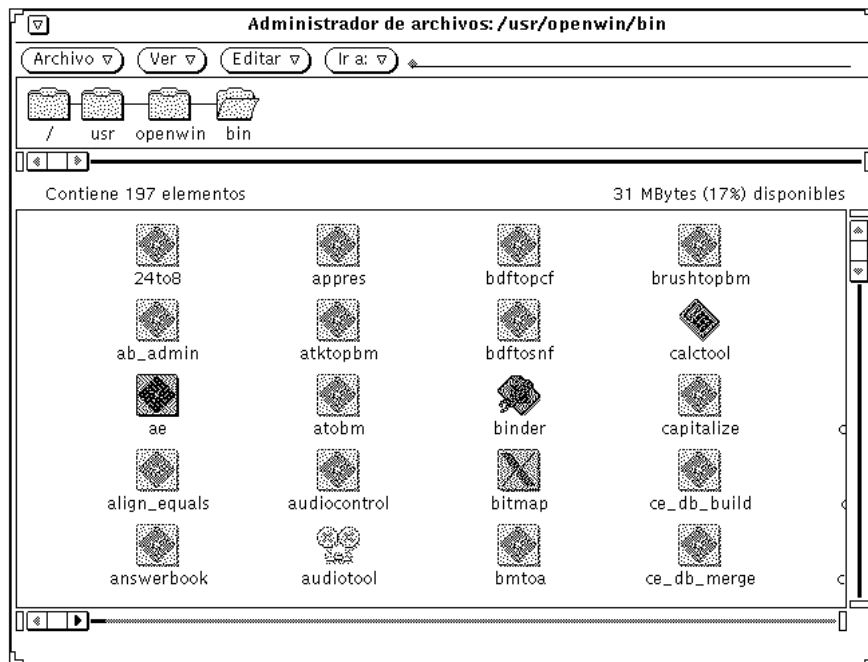 Administrador de archivos: /usr/openwin/bin
Archivo Ver Editar Ir a:
/ usr openwin bin
Contiene 197 elementos 31 MBytes (17%) disponibles
24to8 appres bdftopcf brushtopbm
ab_admin atktopbm bdftosnf calctool
ae atobm binder capitalize
align_equals audiocontrol bitmap ce_db_build
answerbook audiotool bmtoa ce_db_merge